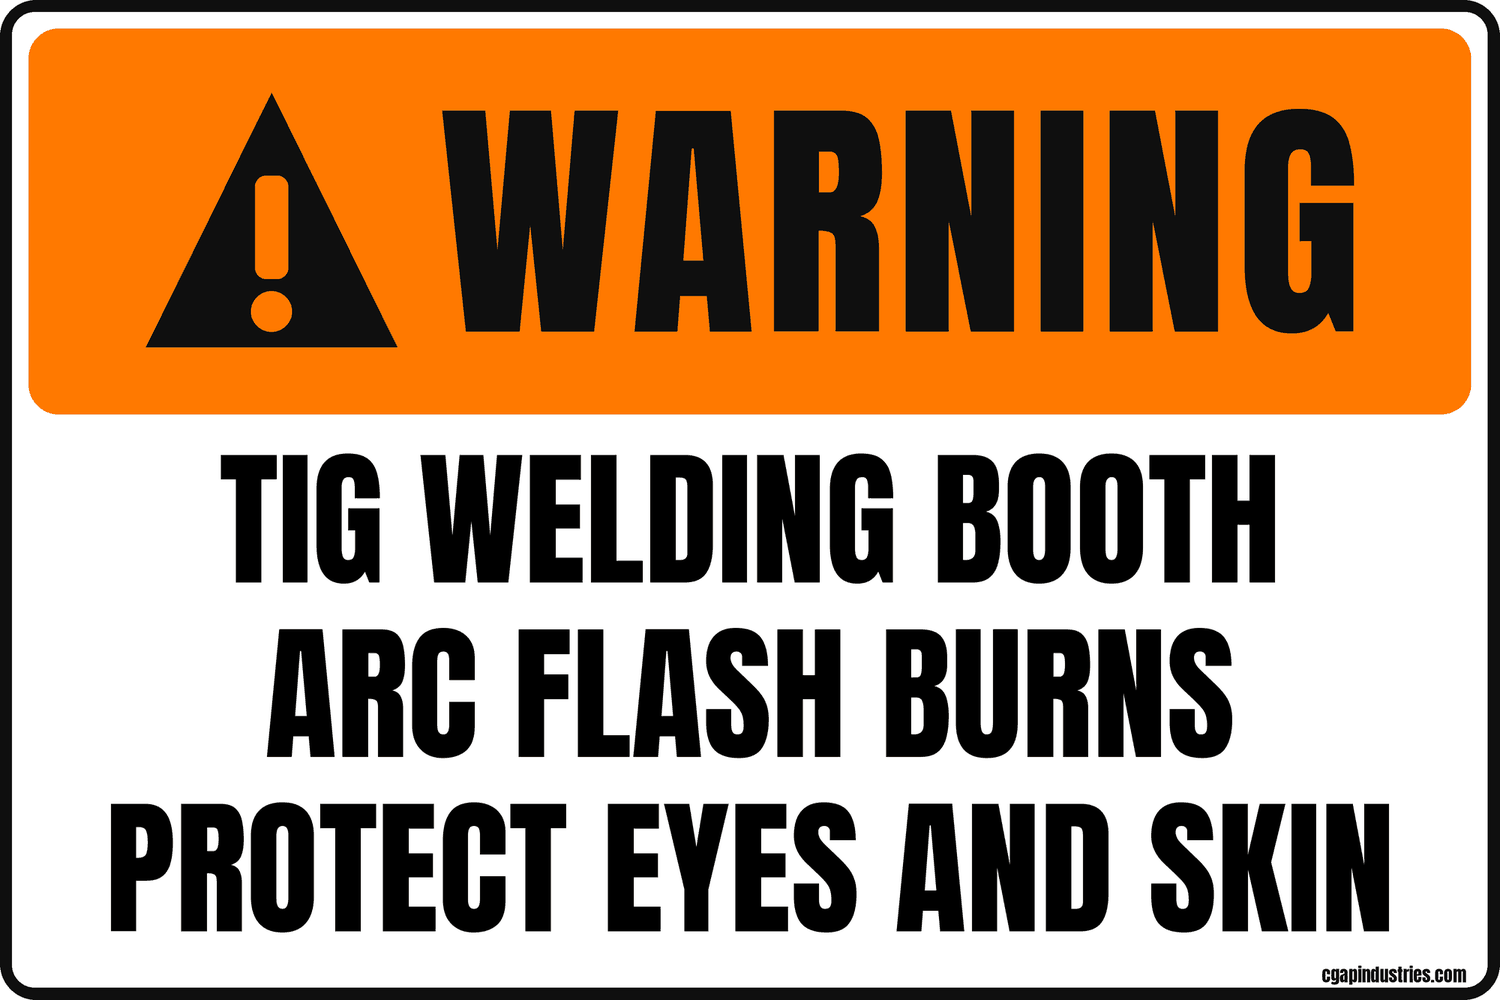 WARNING
TIG WELDING BOOTH
ARC FLASH BURNS
PROTECT EYES AND SKIN
cgapindustries.com